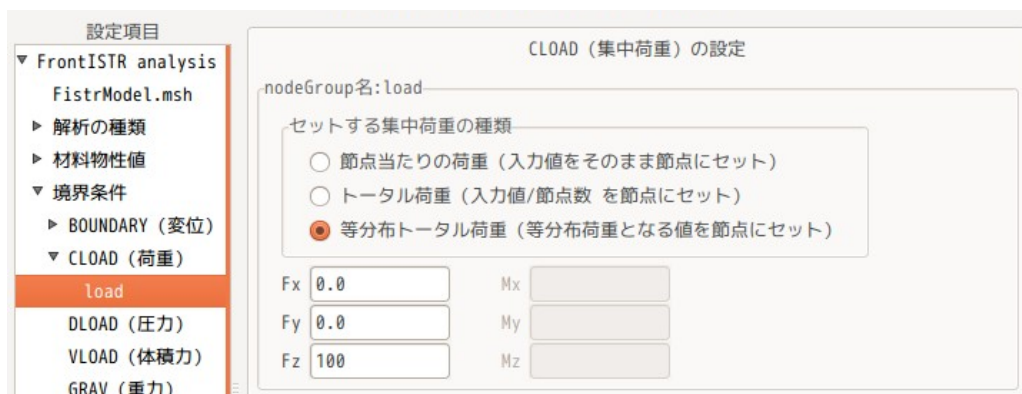 設定項目
FrontISTR analysis
FistrModel.msh
解析の種類
材料物性値
境界条件
BOUNDARY (変位)
CLOAD (荷重)
load
DLOAD (圧力)
VLOAD (体積力)
GRAV (重力)
CLOAD (集中荷重) の設定
nodeGroup名:load
セットする集中荷重の種類
節点当たりの荷重 (入力値をそのまま節点にセット)
トータル荷重 (入力値/節点数 を節点にセット)
等分布トータル荷重 (等分布荷重となる値を節点にセット)
Fx 0.0 Mx
Fy 0.0 My
Fz 100 Mz